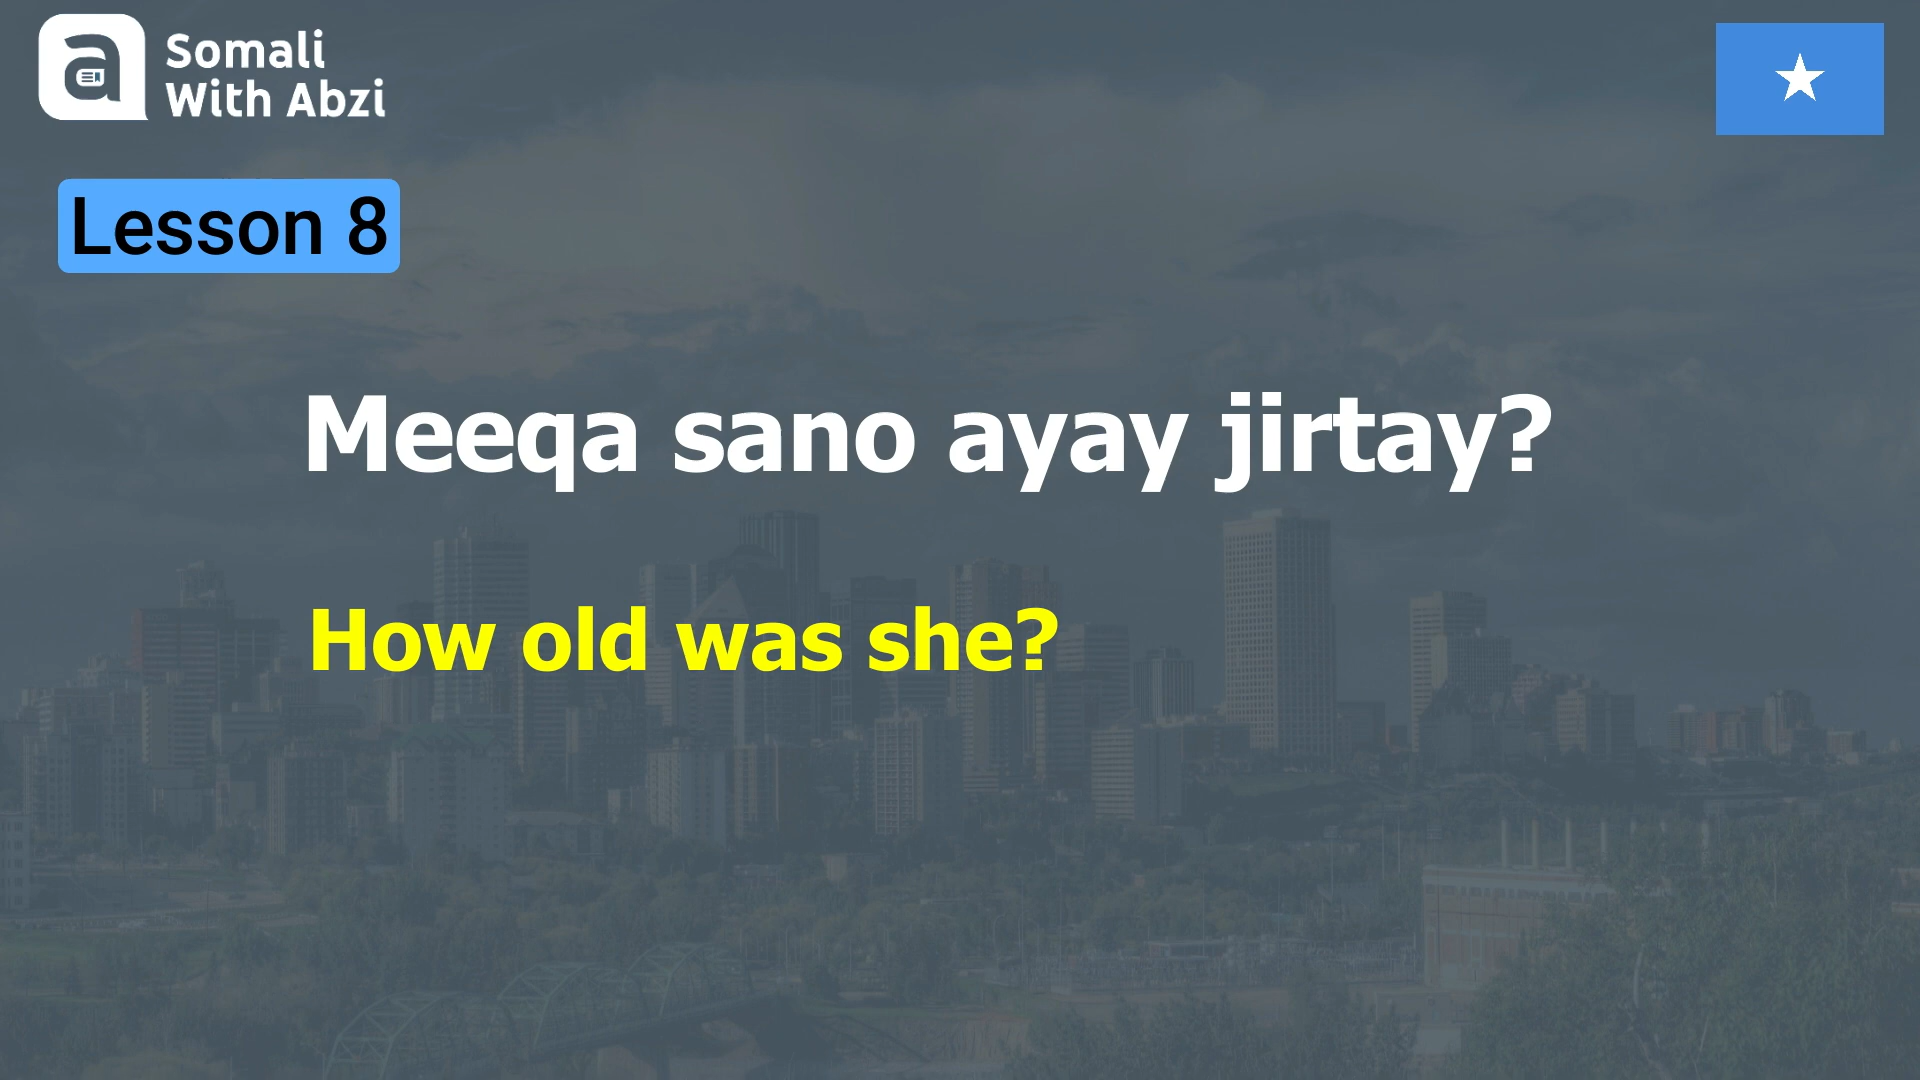 Somali
With Abzi
Lesson 8
Meeqa sano ayay jirtay?
How old was she?